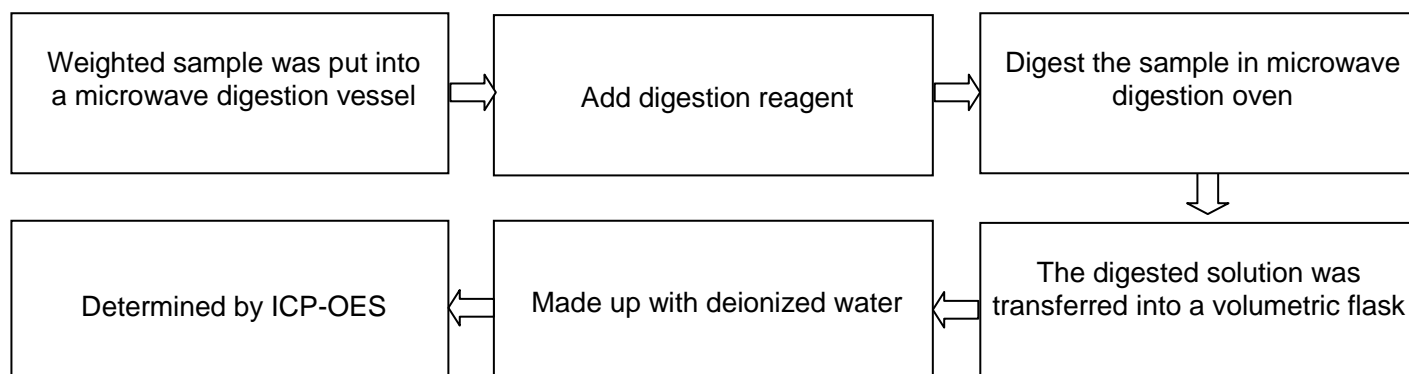 Weighted sample was put into
a microwave digestion vessel
Add digestion reagent
Digest the sample in microwave
digestion oven
The digested solution was
transferred into a volumetric flask
Made up with deionized water
Determined by ICP-OES